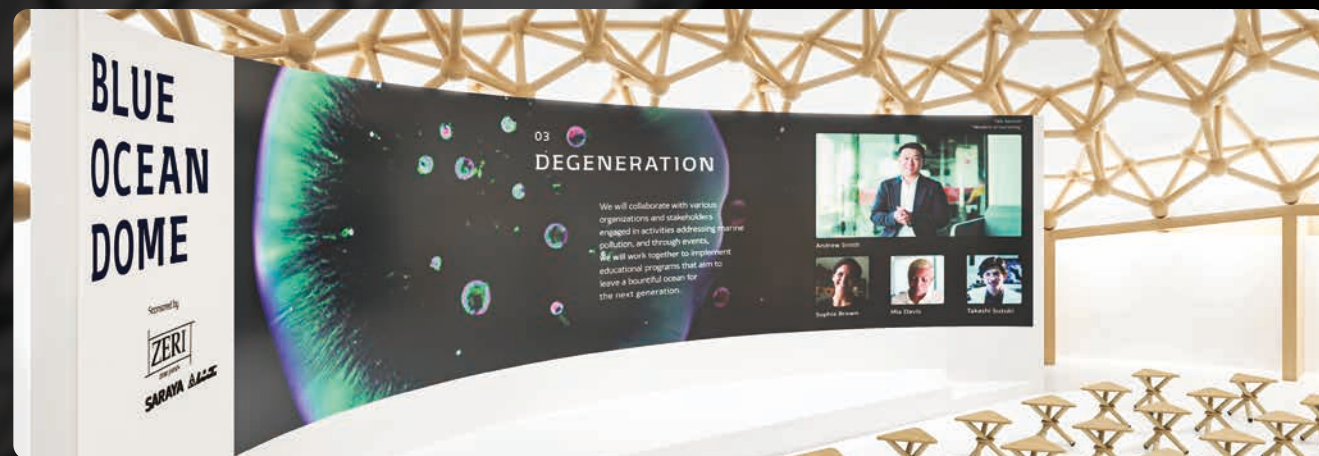 BLUE
OCEAN
DOME
Sponsored by
ZERI
SARAYA
03
DEGENERATION
We will collaborate with various
organizations and stakeholders
engaged in activities addressing marine
pollution, and through events,
we will work together to implement
educational programs that aim to
leave a bountiful ocean for
the next generation.
Andrew Smith
Sophia Brown
Mia Davis
Takeshi Suzuki